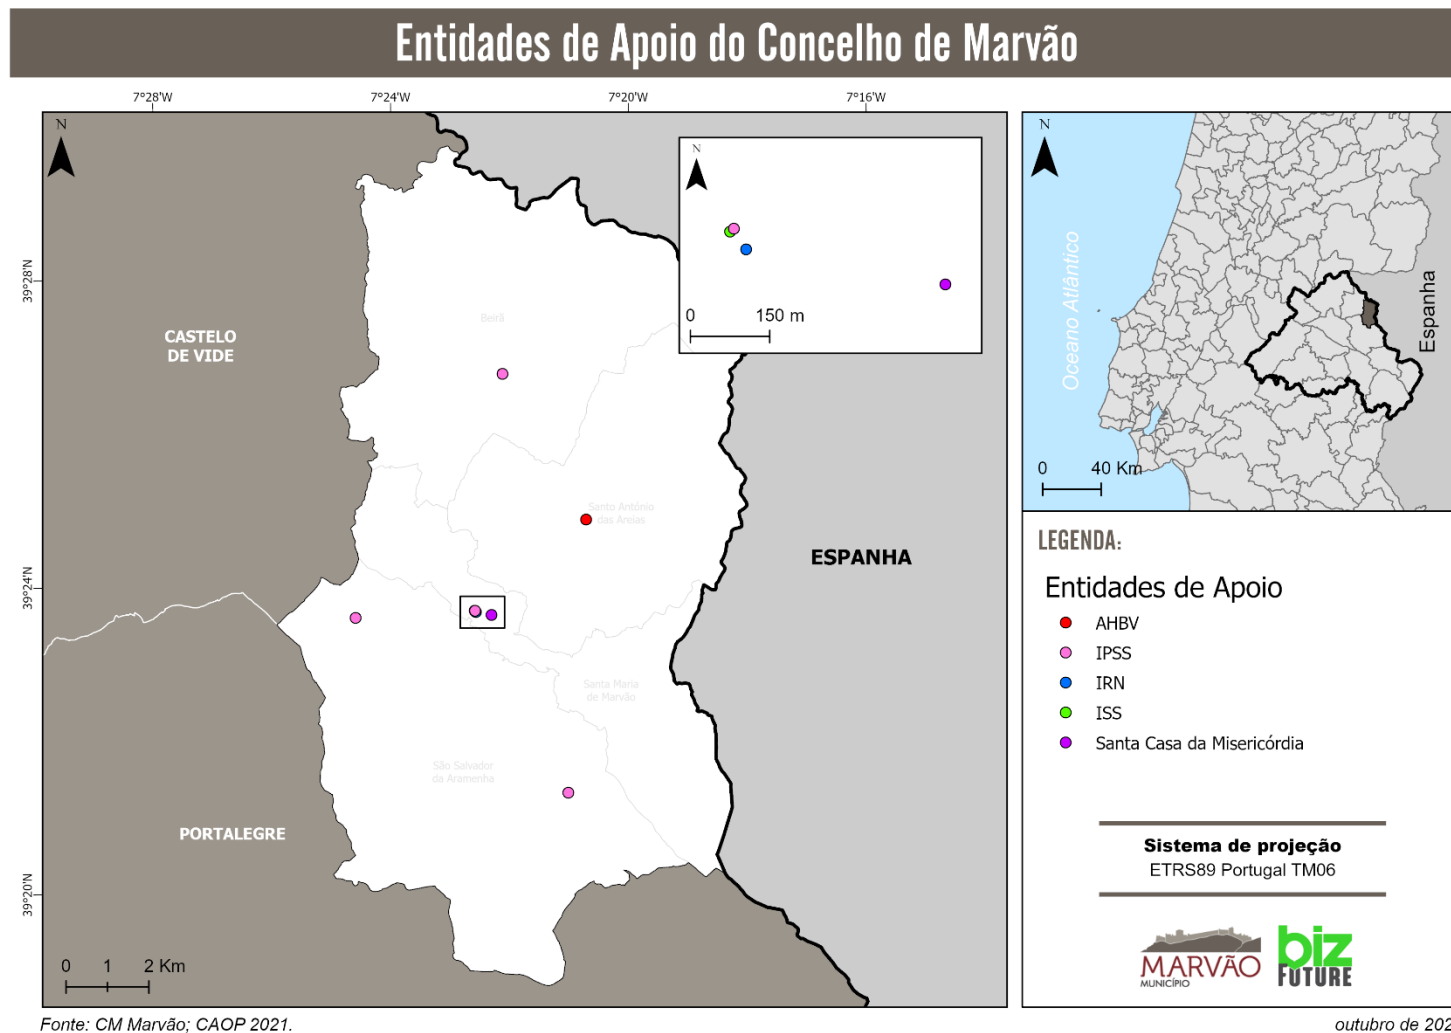 Entidades de Apoio do Concelho de Marvão
7°28'W
7°24'W
7°20'W
7°16'W
39°28'N
39°24'N
39°20'N
N
N
0 150 m
CASTELO
DE VIDE
Beirã
Santo António
das Areias
ESPANHA
Santa Maria
de Marvão
São Salvador
da Aramenha
PORTALEGRE
0 1 2 Km
N
Oceano Atlântico
Espanha
0 40 Km
LEGENDA:
Entidades de Apoio
AHBV
IPSS
IRN
ISS
Santa Casa da Misericórdia
Sistema de projeção
ETRS89 Portugal TM06
MARVÃO
MUNICÍPIO
biz
FUTURE
Fonte: CM Marvão; CAOP 2021.
outubro de 202